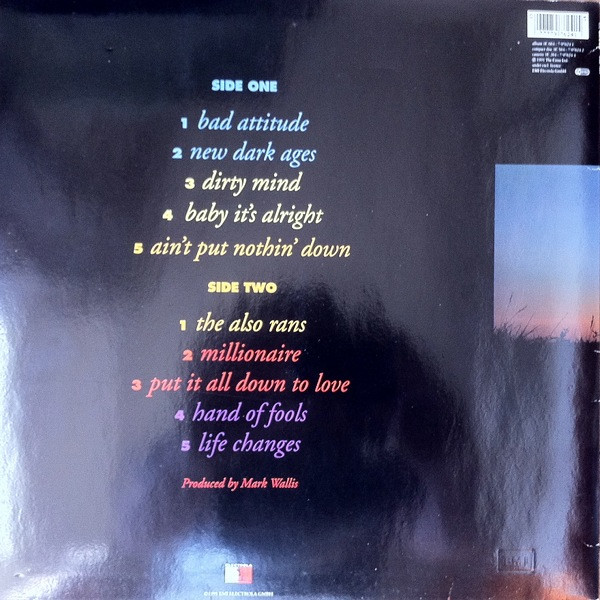 SIDE ONE
1 bad attitude
2 new dark ages
3 dirty mind
4 baby it's alright
5 ain't put nothin' down
SIDE TWO
1 the also rans
2 millionaire
3 put it all down to love
4 hand of fools
5 life changes
Produced by Mark Wallis